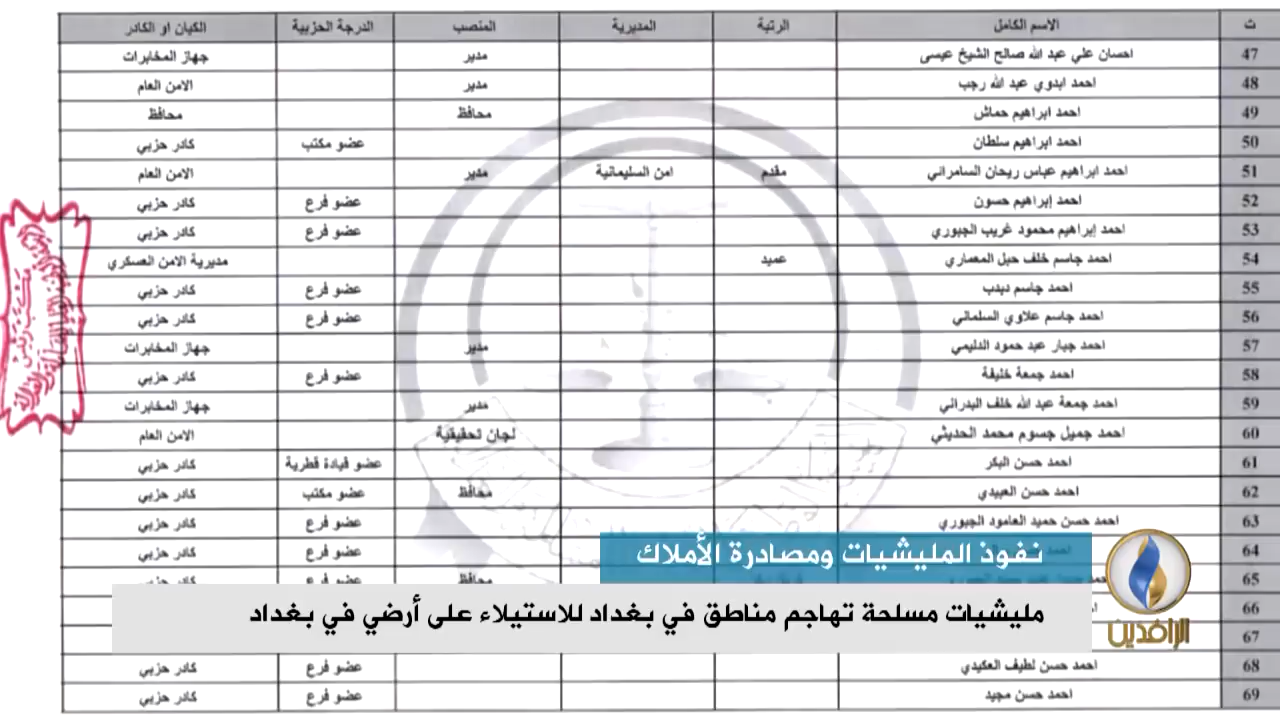 ت الاسم الكامل الرتبة المديرية المنصب الدرجة الحزبية الكيان او الكادر
47 احسان علي عبد الله صالح الشيخ عيسى مدير جهاز المخابرات
48 احمد ابدوي عبد الله رجب مدير الامن العام
49 احمد ابراهيم حماش محافظ محافظ
50 احمد ابراهيم سلطان عضو مكتب كادر حزبي
51 احمد ابراهيم عباس ريحان السامرائي مقدم امن السليمانية مدير الامن العام
52 احمد إبراهيم حسون عضو فرع كادر حزبي
53 احمد إبراهيم محمود غريب الجبوري عضو فرع كادر حزبي
54 احمد جاسم خلف حبل المعماري عميد مديرية الامن العسكري
55 احمد جاسم ديدب عضو فرع كادر حزبي
56 احمد جاسم علاوي السلماني عضو فرع كادر حزبي
57 احمد جبار عبد حمود الدليمي مدير جهاز المخابرات
58 احمد جمعة خليفة عضو فرع كادر حزبي
59 احمد جمعة عبد الله خلف البدراني مدير جهاز المخابرات
60 احمد جميل جسوم محمد الحديثي لجان تحقيقية الامن العام
61 احمد حسن البكر عضو قيادة قطرية كادر حزبي
62 احمد حسن العبيدي محافظ عضو مكتب كادر حزبي
63 احمد حسن حميد العامود الجبوري عضو فرع كادر حزبي
64 عضو فرع كادر حزبي
65 محافظ عضو فرع كادر حزبي
66
67
68 احمد حسن لطيف العكيدي عضو فرع كادر حزبي
69 احمد حسن مجيد عضو فرع كادر حزبي
نفوذ المليشيات ومصادرة الأملاك
مليشيات مسلحة تهاجم مناطق في بغداد للاستيلاء على أرضي في بغداد
الرافدين